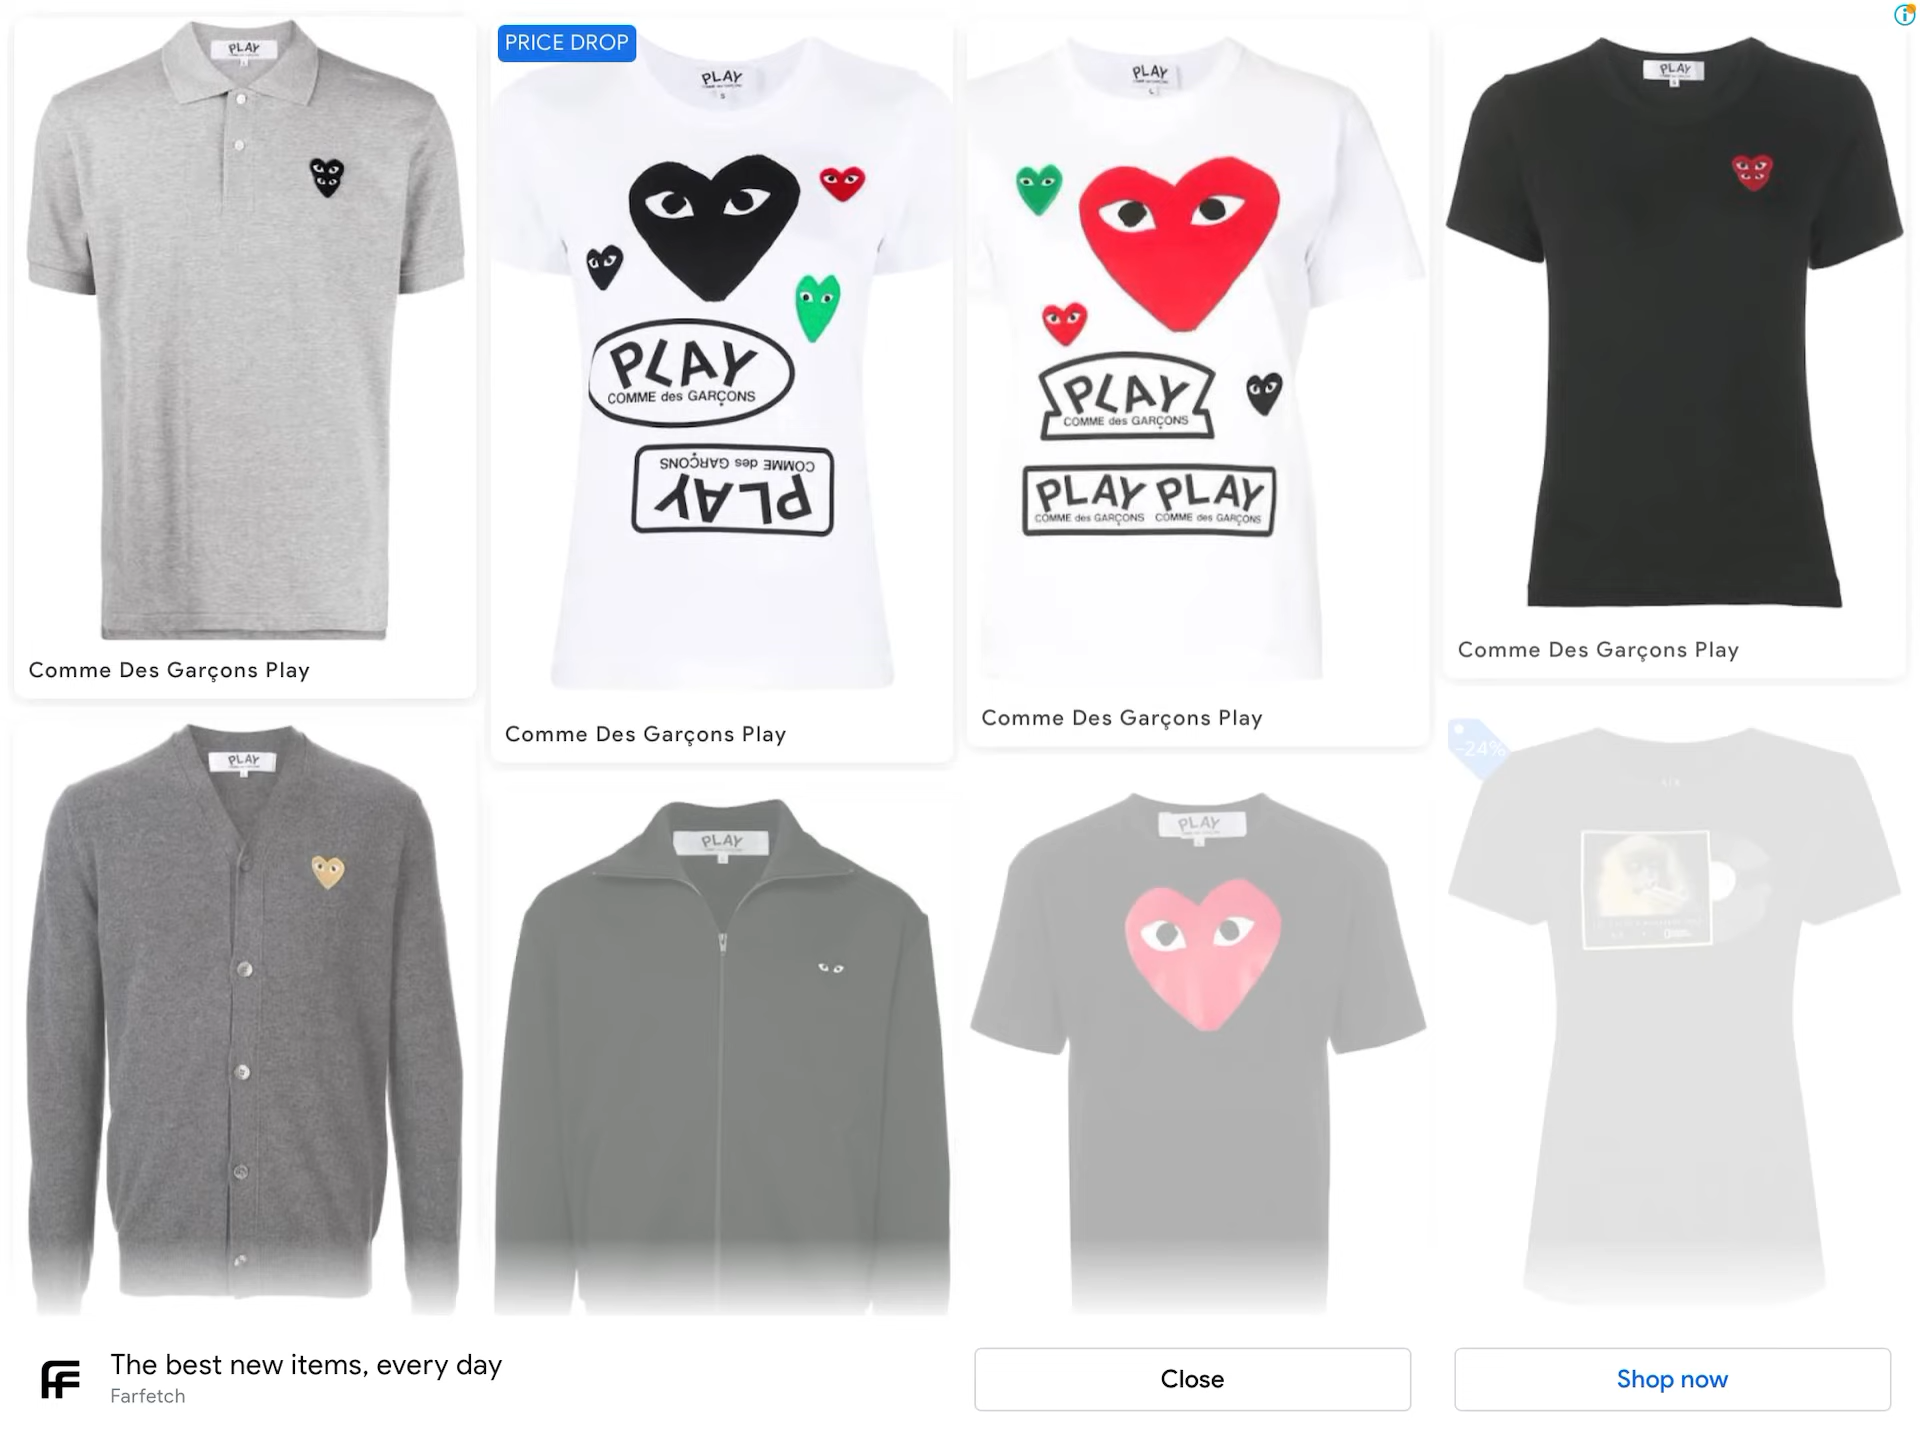 PLAY
PRICE DROP
PLAY
S
PLAY
COMME des GARÇONS
COMME des GARÇONS
PLAY
Comme Des Garçons Play
PLAY
L
PLAY
COMME des GARÇONS
PLAY PLAY
COMME des GARÇONS COMME des GARÇONS
Comme Des Garçons Play
PLAY
Comme Des Garçons Play
Comme Des Garçons Play
PLAY
PLAY
PLAY
-24%
The best new items, every day
Farfetch
Close
Shop now